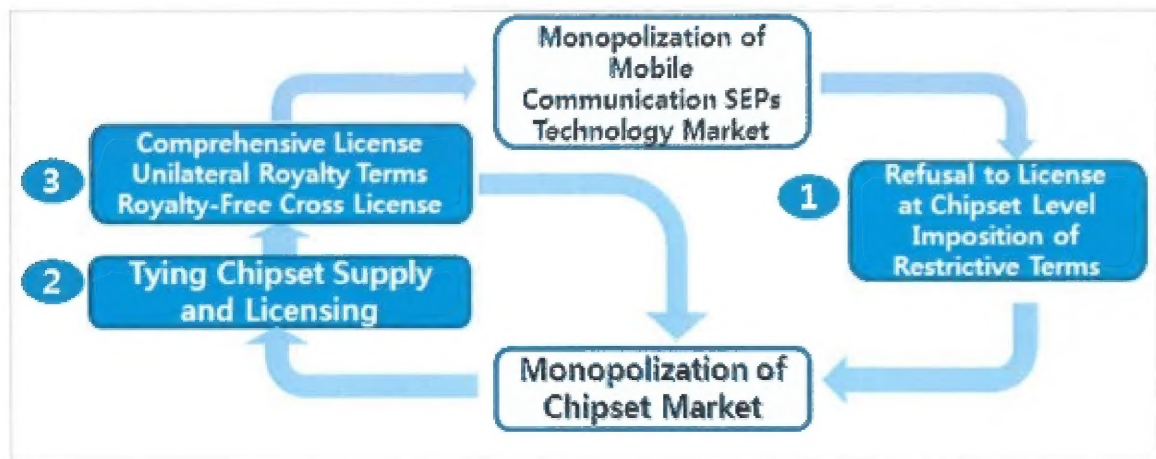 Monopolization of
Mobile
Communication SEPs
Technology Market
3
Comprehensive License
Unilateral Royalty Terms
Royalty-Free Cross License
1
Refusal to License
at Chipset Level
Imposition of
Restrictive Terms
2
Tying Chipset Supply
and Licensing
Monopolization of
Chipset Market